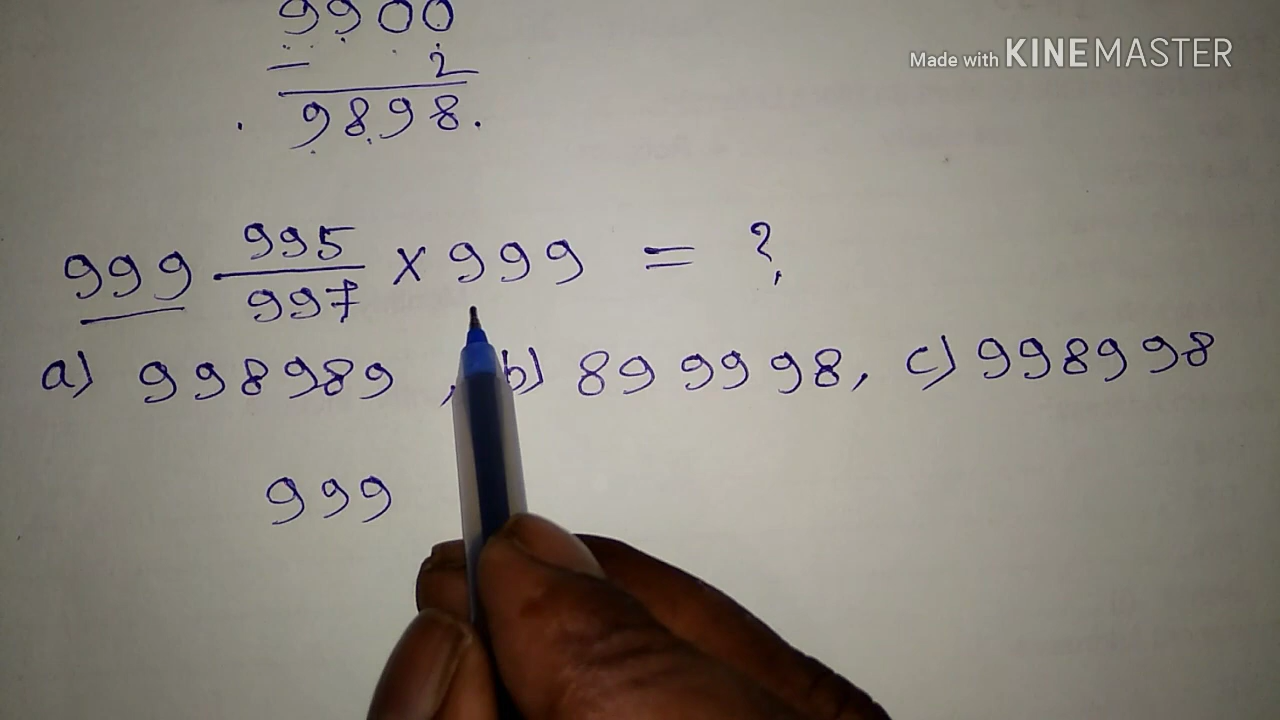 9900
Made with KINEMASTER
- 2
. 9898.
999 995/997 x 999 = ?
a) 998989 , b) 899998, c) 998998
999